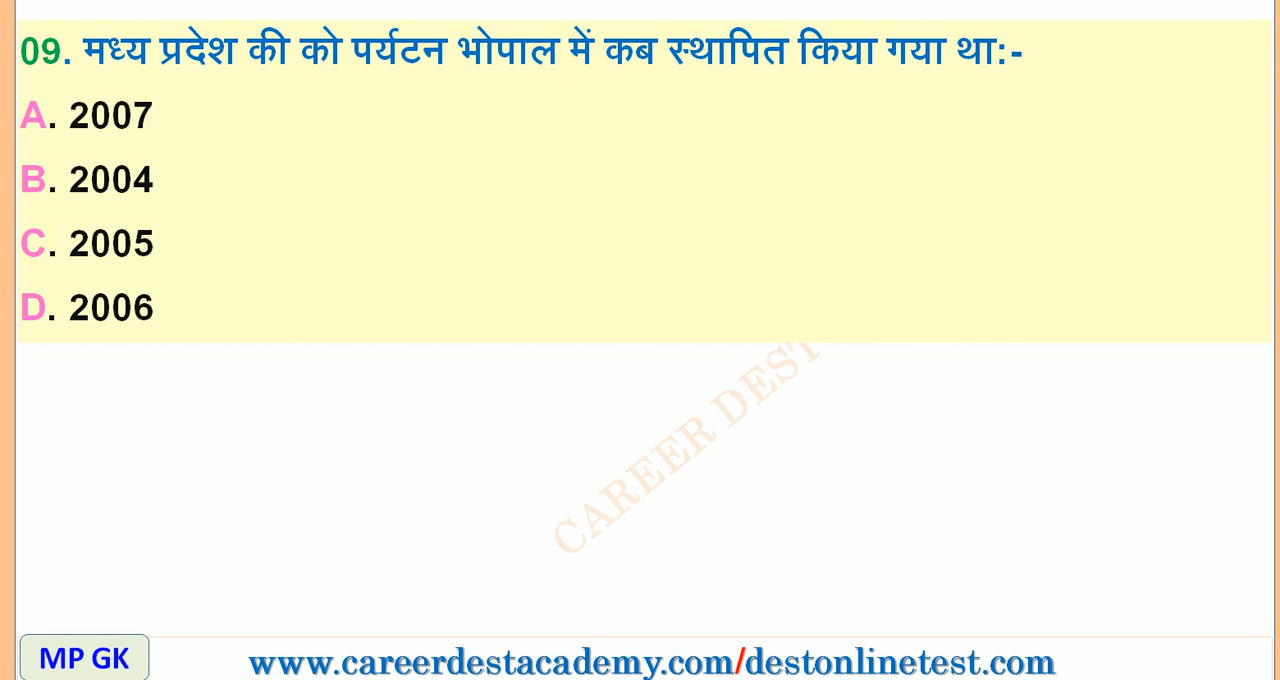 09. मध्य प्रदेश की को पर्यटन भोपाल में कब स्थापित किया गया था:-
A. 2007
B. 2004
C. 2005
D. 2006
CAREER DEST
MP GK
www.careerdestacademy.com/destonlinetest.com